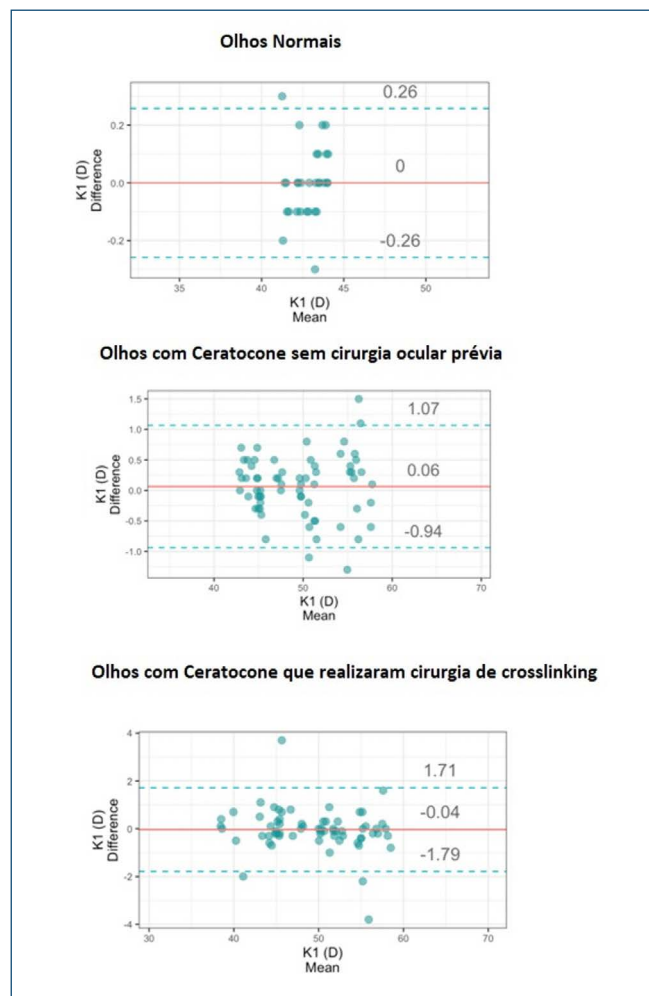 Olhos Normais
0.26
0.2
0
0.0
-0.26
-0.2
35 40 45 50
K1 (D)
Difference
K1 (D)
Mean
Olhos com Ceratocone sem cirurgia ocular prévia
1.5
1.07
1.0
0.5
0.06
0.0
-0.5
-0.94
-1.0
40 50 60 70
K1 (D)
Difference
K1 (D)
Mean
Olhos com Ceratocone que realizaram cirurgia de crosslinking
4
1.71
2
-0.04
0
-1.79
-2
-4
30 40 50 60 70
K1 (D)
Difference
K1 (D)
Mean